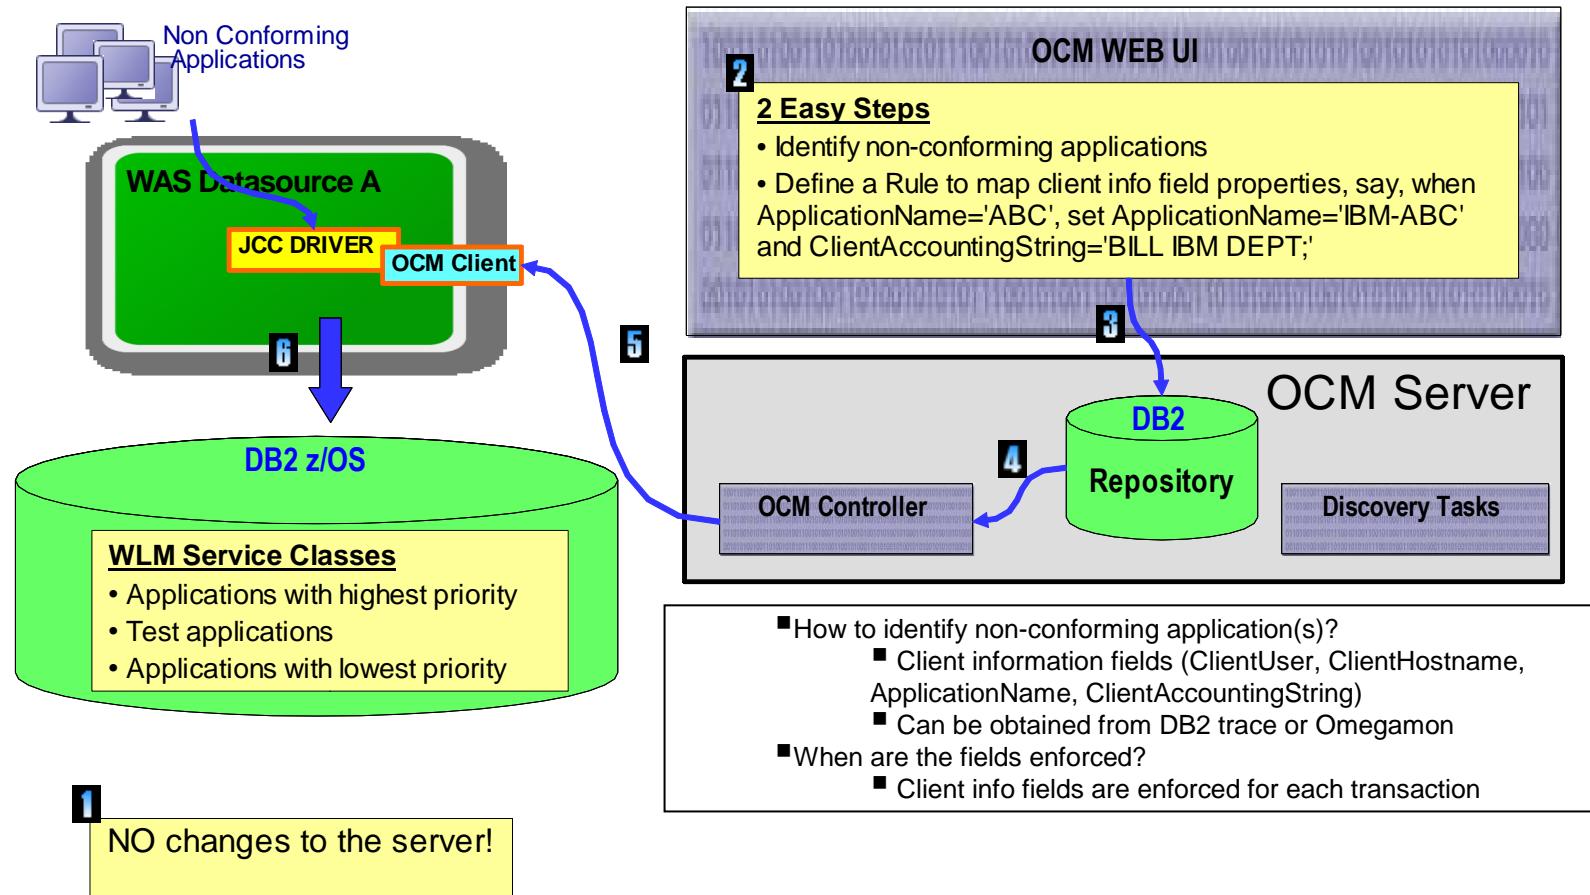 Non Conforming
Applications
WAS Datasource A
JCC DRIVER
OCM Client
6
5
DB2 z/OS
WLM Service Classes
• Applications with highest priority
• Test applications
• Applications with lowest priority
1
NO changes to the server!
OCM WEB UI
2
2 Easy Steps
• Identify non-conforming applications
• Define a Rule to map client info field properties, say, when
ApplicationName='ABC', set ApplicationName='IBM-ABC'
and ClientAccountingString='BILL IBM DEPT;'
3
OCM Server
DB2
Repository
4
OCM Controller
Discovery Tasks
▪How to identify non-conforming application(s)?
▪ Client information fields (ClientUser, ClientHostname,
ApplicationName, ClientAccountingString)
▪ Can be obtained from DB2 trace or Omegamon
▪When are the fields enforced?
▪ Client info fields are enforced for each transaction